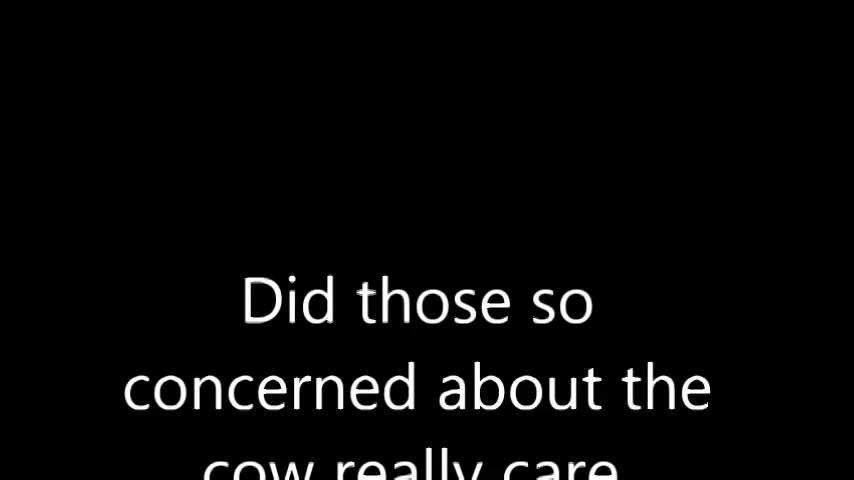 Did those so
concerned about the
cow really care